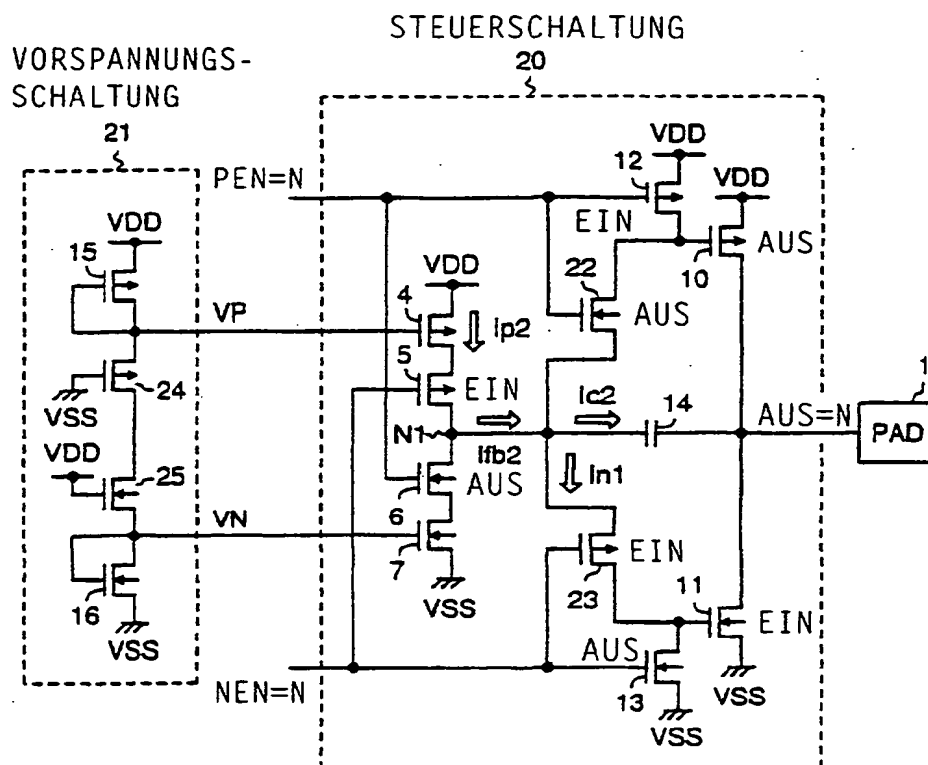 STEUERSCHALTUNG
20
VORSPANNUNGS-
SCHALTUNG
21
VDD
12
PEN=N
VDD
EIN
AUS
10
VDD
15
VDD
22
VP
4
Ip2
AUS
5
24
EIN
Ic2
14
1
VSS
AUS=N
PAD
N1
VDD
Ifb2
25
AUS
In1
VN
6
7
EIN
11
16
VSS
23
EIN
VSS
AUS
NEN=N
13
VSS
VSS